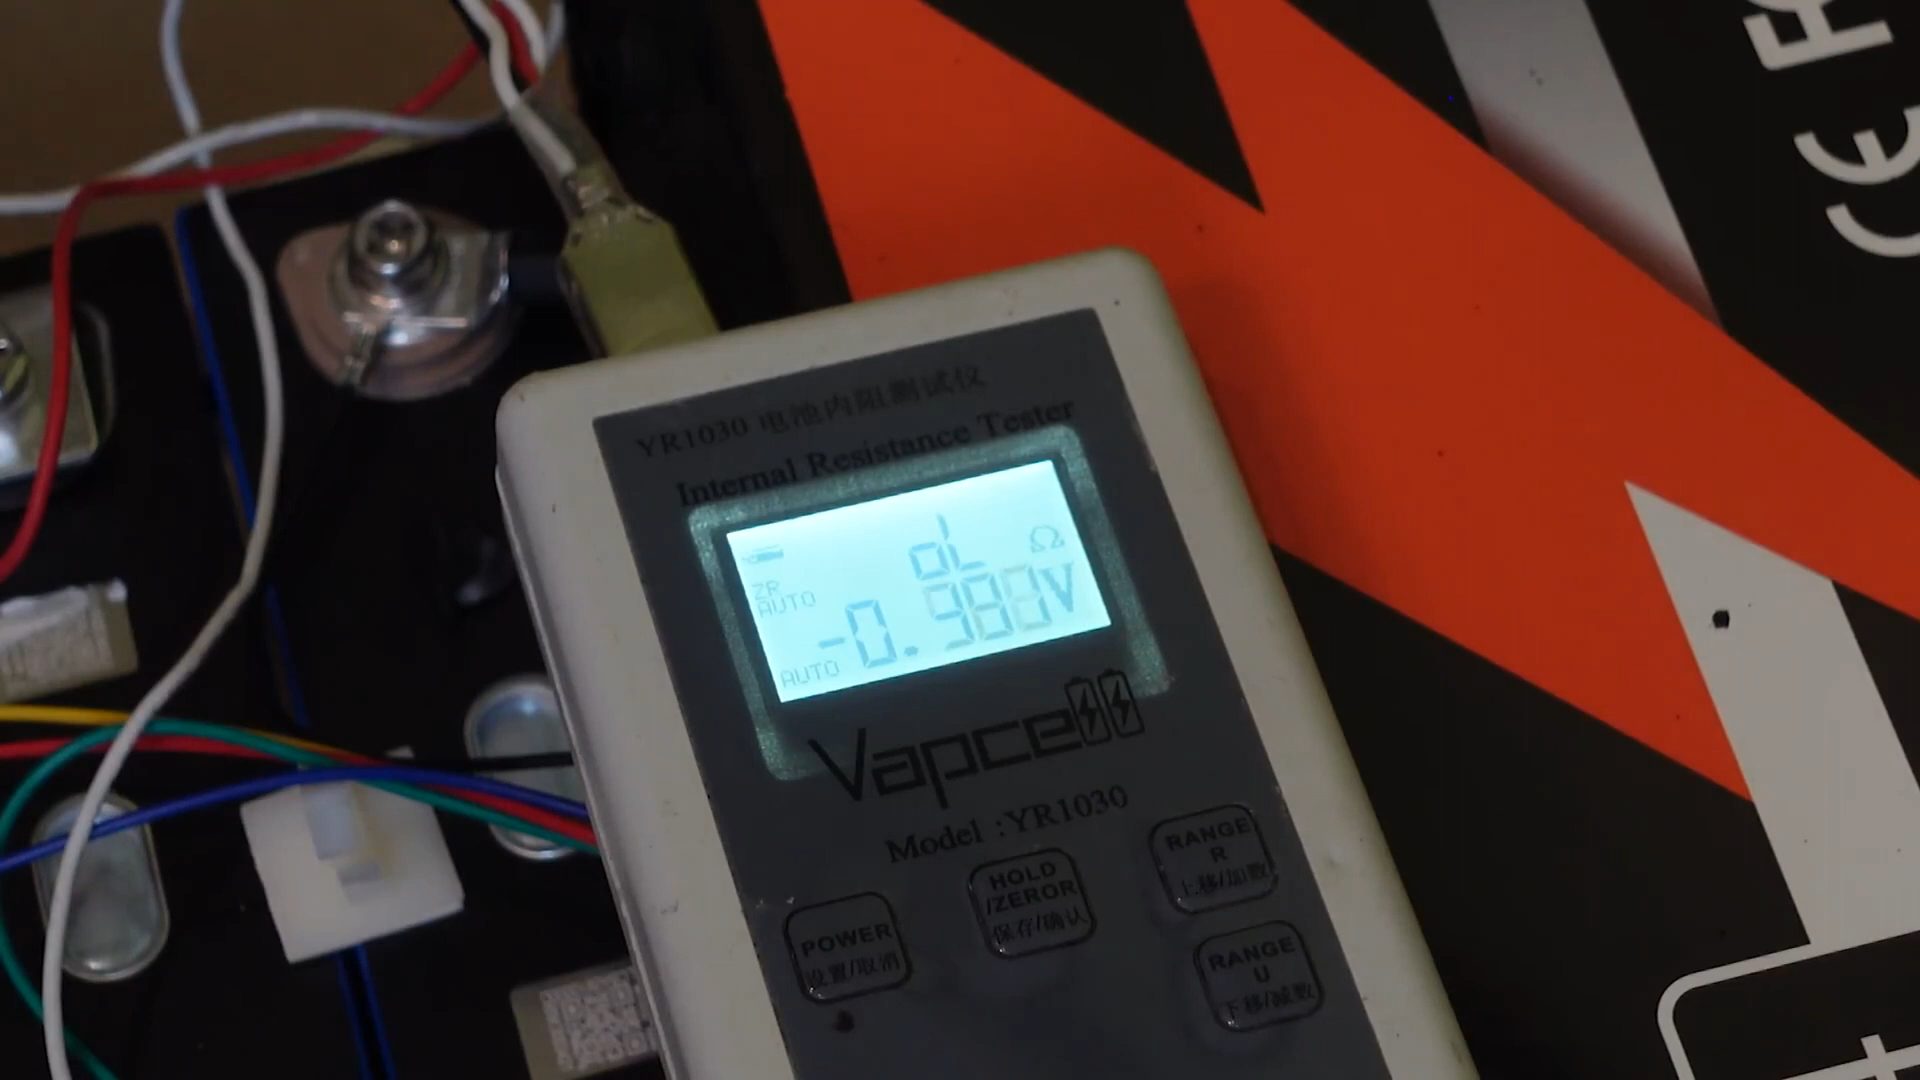 FC
CE
YR1030 电池内阻测试仪
Internal Resistance Tester
OL Ω
ZR
AUTO
AUTO
Vapcell
Model :YR1030
POWER
设置/取消
HOLD
/ZEROR
保存/确认
RANGE
R
上移/加数
RANGE
U
下移/减数
+